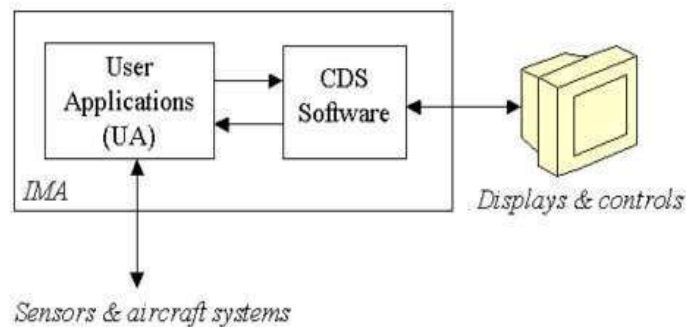 User
Applications
(UA)
CDS
Software
IMA
Displays & controls
Sensors & aircraft systems